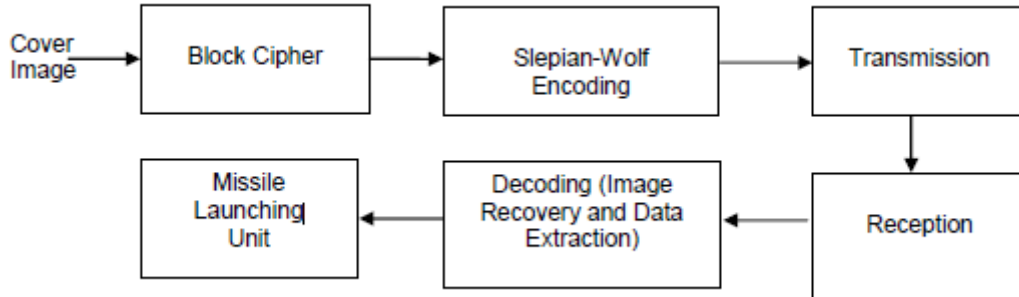 Cover
Image
Block Cipher
Slepian-Wolf
Encoding
Transmission
Reception
Decoding (Image
Recovery and Data
Extraction)
Missile
Launching
Unit